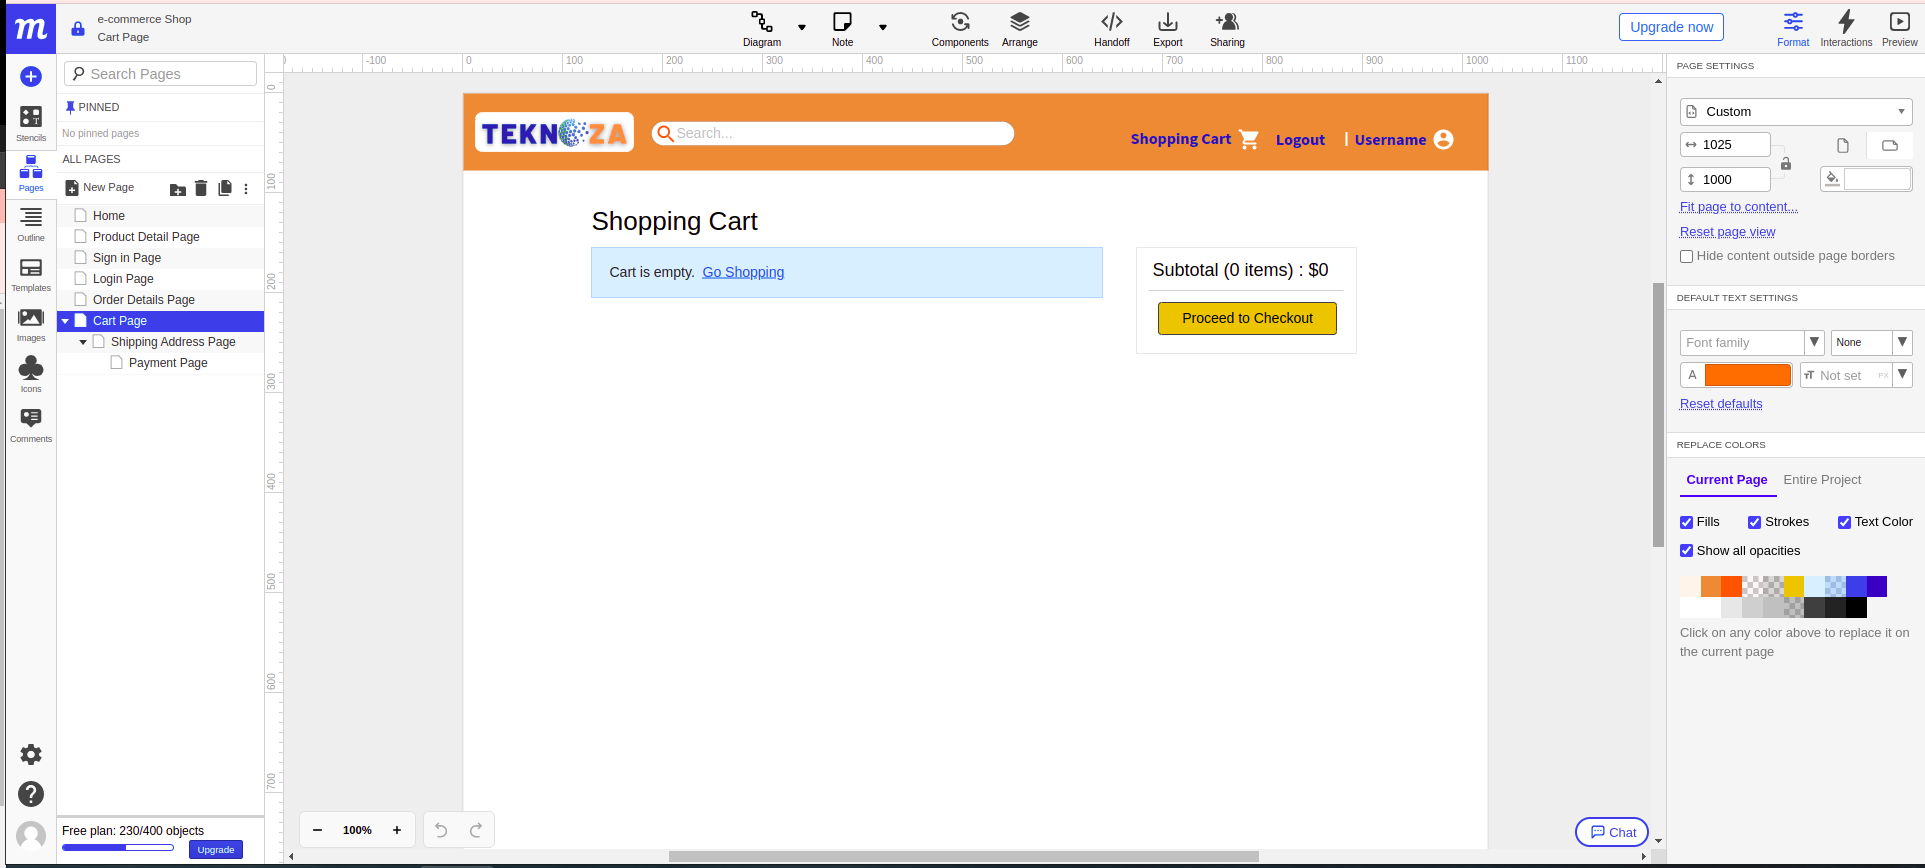 m
e-commerce Shop
Cart Page
Diagram
Note
Components
Arrange
Handoff
Export
Sharing
Upgrade now
Format
Interactions
Preview
Stencils
Pages
Outline
Templates
Images
Icons
Comments
Search Pages
PINNED
No pinned pages
ALL PAGES
New Page
Home
Product Detail Page
Sign in Page
Login Page
Order Details Page
Cart Page
Shipping Address Page
Payment Page
Free plan: 230/400 objects
Upgrade
-100 0 100 200 300 400 500 600 700 800 900 1000 1100
0
100
200
300
400
500
600
700
TEKNOZA
Search...
Shopping Cart
Logout
| Username
Shopping Cart
Cart is empty. Go Shopping
Subtotal (0 items) : $0
Proceed to Checkout
− 100% +
Chat
PAGE SETTINGS
Custom
1025
1000
Fit page to content...
Reset page view
Hide content outside page borders
DEFAULT TEXT SETTINGS
Font family
None
A
TT Not set PX
Reset defaults
REPLACE COLORS
Current Page Entire Project
Fills Strokes Text Color
Show all opacities
Click on any color above to replace it on
the current page